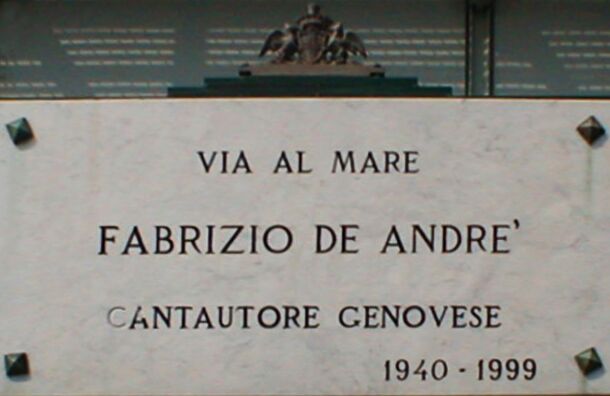 VIA AL MARE
FABRIZIO DE ANDRE'
CANTAUTORE GENOVESE
1940 - 1999